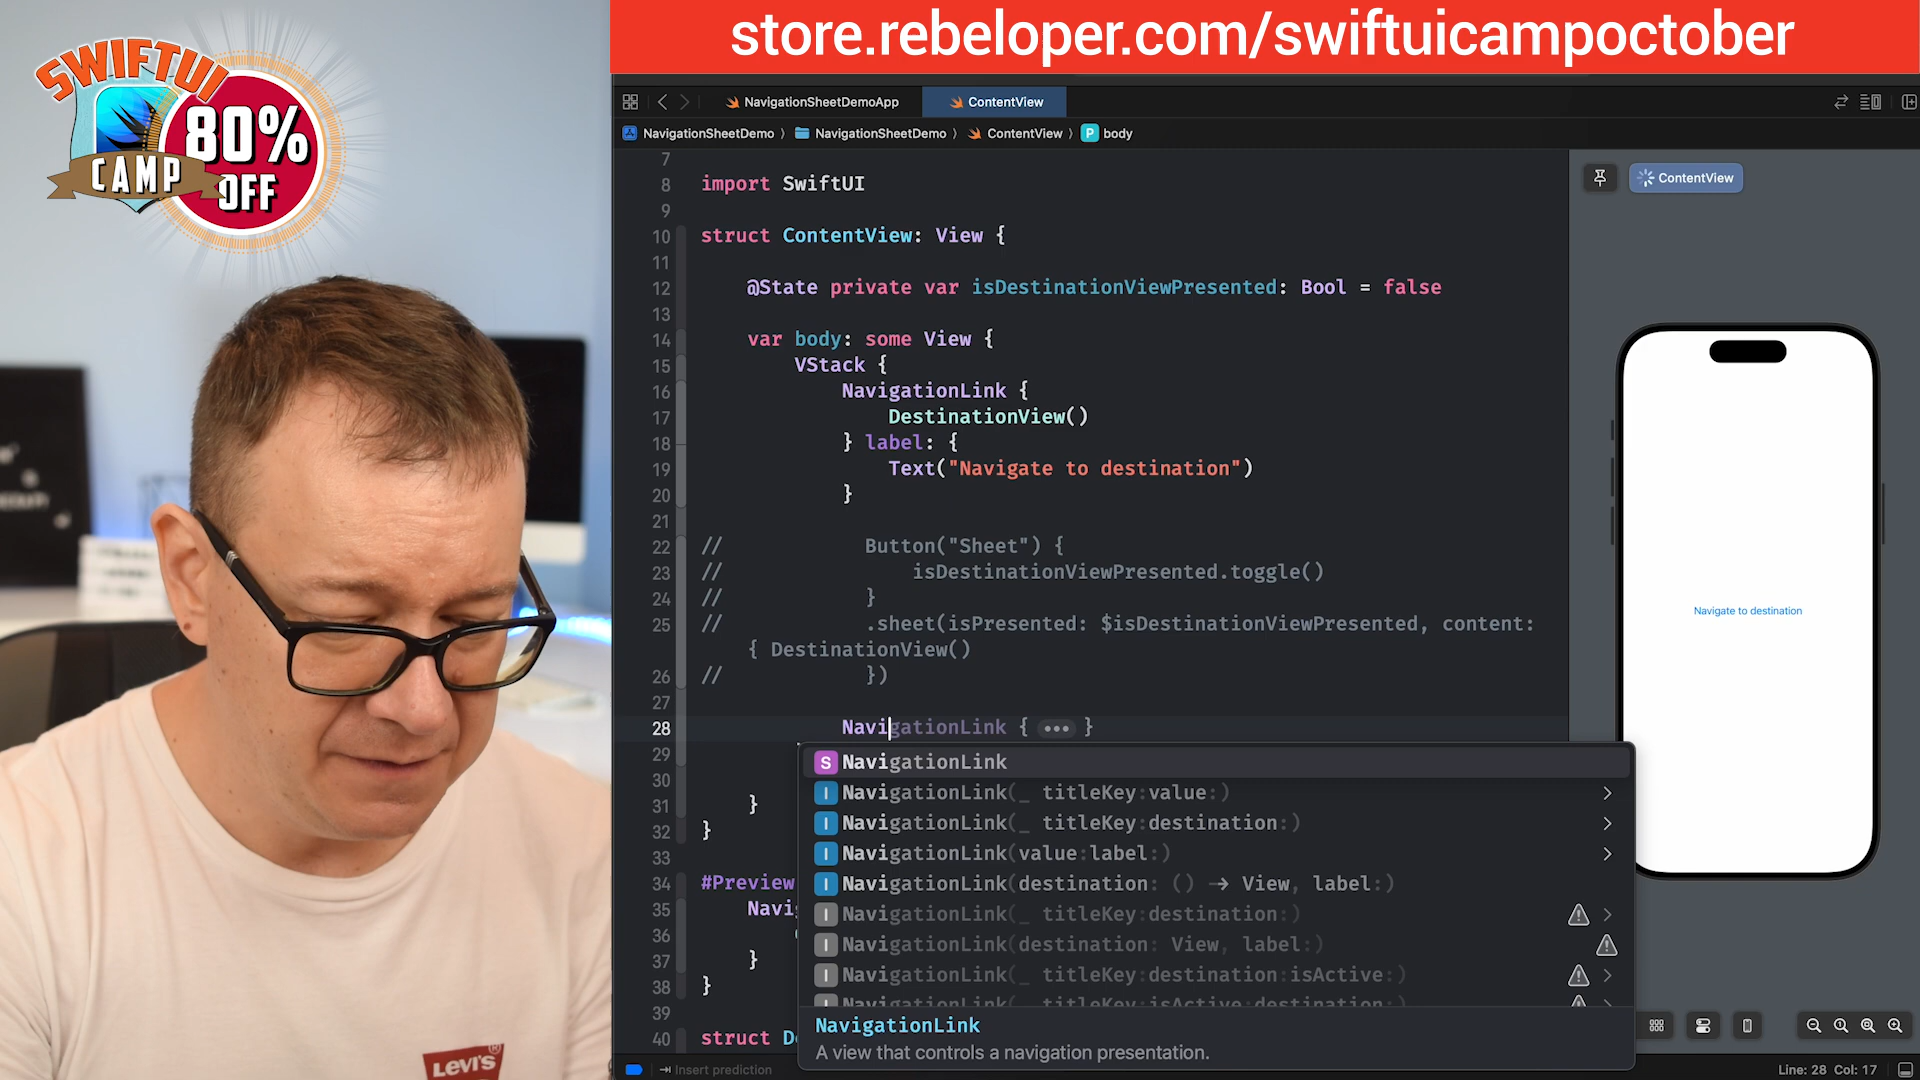 store.rebeloper.com/swiftuicampoctober
SWIFTUI
CAMP
80%
OFF
NavigationSheetDemoApp
ContentView
NavigationSheetDemo
NavigationSheetDemo
ContentView
P body
7
8 import SwiftUI
9
10 struct ContentView: View {
11
12 @State private var isDestinationViewPresented: Bool = false
13
14 var body: some View {
15 VStack {
16 NavigationLink {
17 DestinationView()
18 } label: {
19 Text("Navigate to destination")
20 }
21
22 // Button("Sheet") {
23 // isDestinationViewPresented.toggle()
24 // }
25 // .sheet(isPresented: $isDestinationViewPresented, content:
{ DestinationView()
26 // })
27
28 NavigationLink { ••• }
29
30
31 }
32 }
33
34 #Preview
35 Navi
36
37 }
38 }
39
40 struct D
S NavigationLink
I NavigationLink(_ titleKey:value:)
I NavigationLink(_ titleKey:destination:)
I NavigationLink(value:label:)
I NavigationLink(destination: () → View, label:)
I NavigationLink(_ titleKey:destination:)
I NavigationLink(destination: View, label:)
I NavigationLink(_ titleKey:destination:isActive:)
I NavigationLink(_ titleKey:isActive:destination:)
NavigationLink
A view that controls a navigation presentation.
ContentView
Navigate to destination
Insert prediction
Line: 28 Col: 17
Levi's